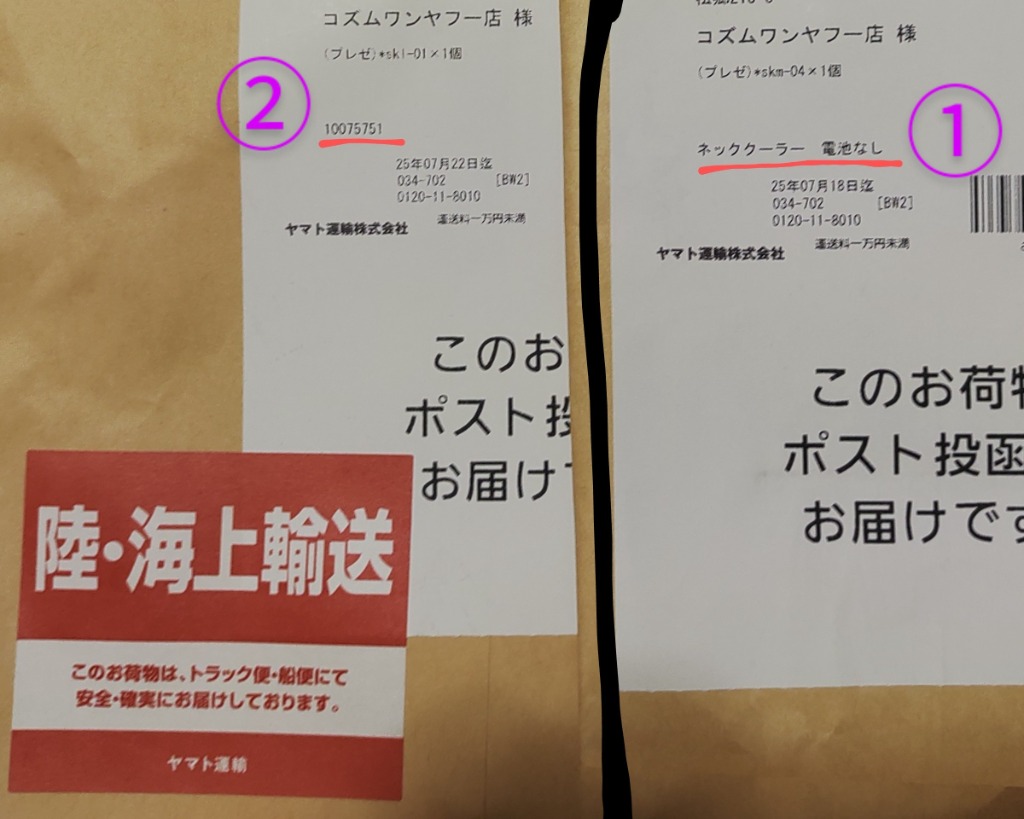 コズムワンヤフー店 様
(プレゼ)*skl-01×1個
②
10075751
25年07月22日迄
034-702 [BW2]
0120-11-8010
ヤマト運輸株式会社 運送料一万円未満
このお
ポスト投
お届けで
陸・海上輸送
このお荷物は、トラック便・船便にて
安全・確実にお届けしております。
ヤマト運輸
コズムワンヤフー店 様
(プレゼ)*skm-04×1個
①
ネッククーラー 電池なし
25年07月18日迄
034-702 [BW2]
0120-11-8010
ヤマト運輸株式会社 運送料一万円未満
このお荷物
ポスト投函
お届けです